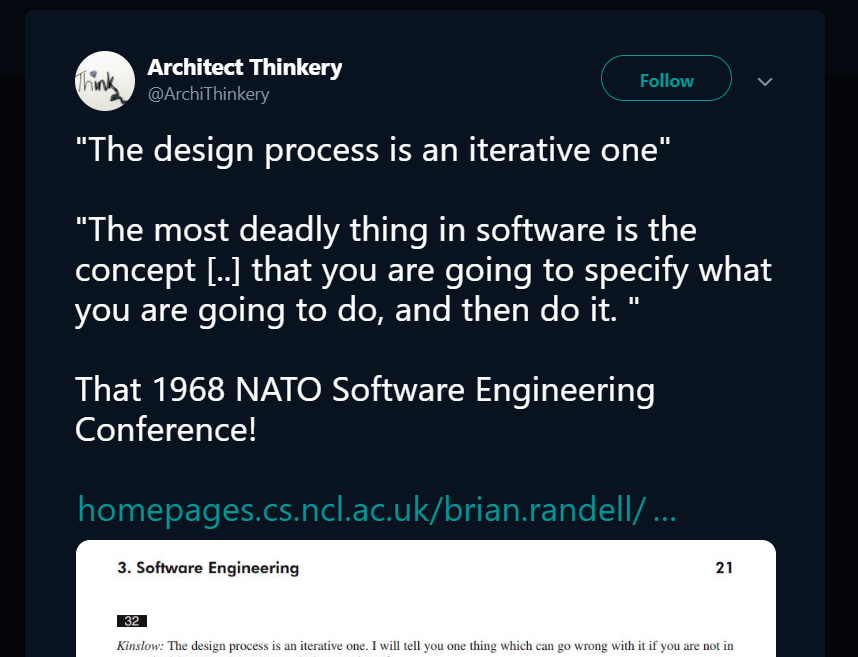 Think
Architect Thinkery
@ArchiThinkery
Follow
"The design process is an iterative one"
"The most deadly thing in software is the
concept [..] that you are going to specify what
you are going to do, and then do it. "
That 1968 NATO Software Engineering
Conference!
homepages.cs.ncl.ac.uk/brian.randell/ ...
3. Software Engineering 21
32
Kinslow: The design process is an iterative one. I will tell you one thing which can go wrong with it if you are not in